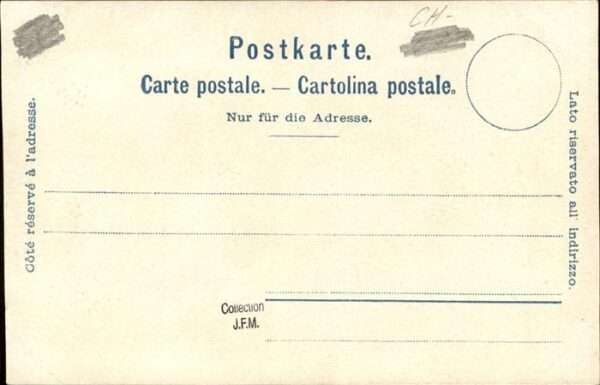 CH-
Postkarte.
Carte postale. — Cartolina postale.
Nur für die Adresse.
Côté réservé à l'adresse.
Lato riservato all' indirizzo.
Collection
J.F.M.